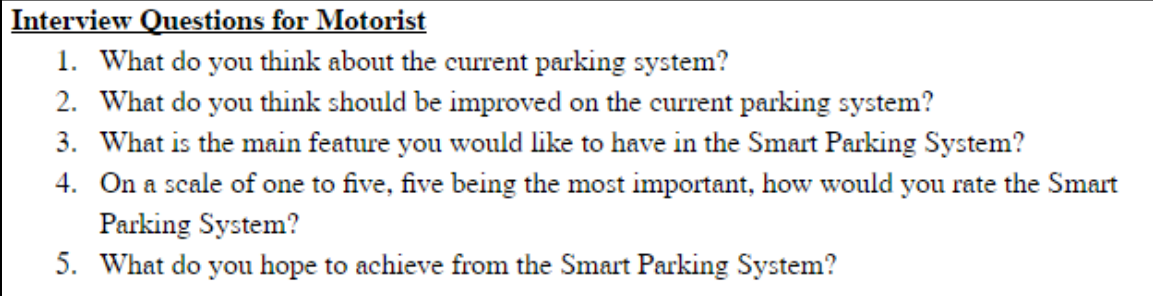 Interview Questions for Motorist
1. What do you think about the current parking system?
2. What do you think should be improved on the current parking system?
3. What is the main feature you would like to have in the Smart Parking System?
4. On a scale of one to five, five being the most important, how would you rate the Smart
Parking System?
5. What do you hope to achieve from the Smart Parking System?